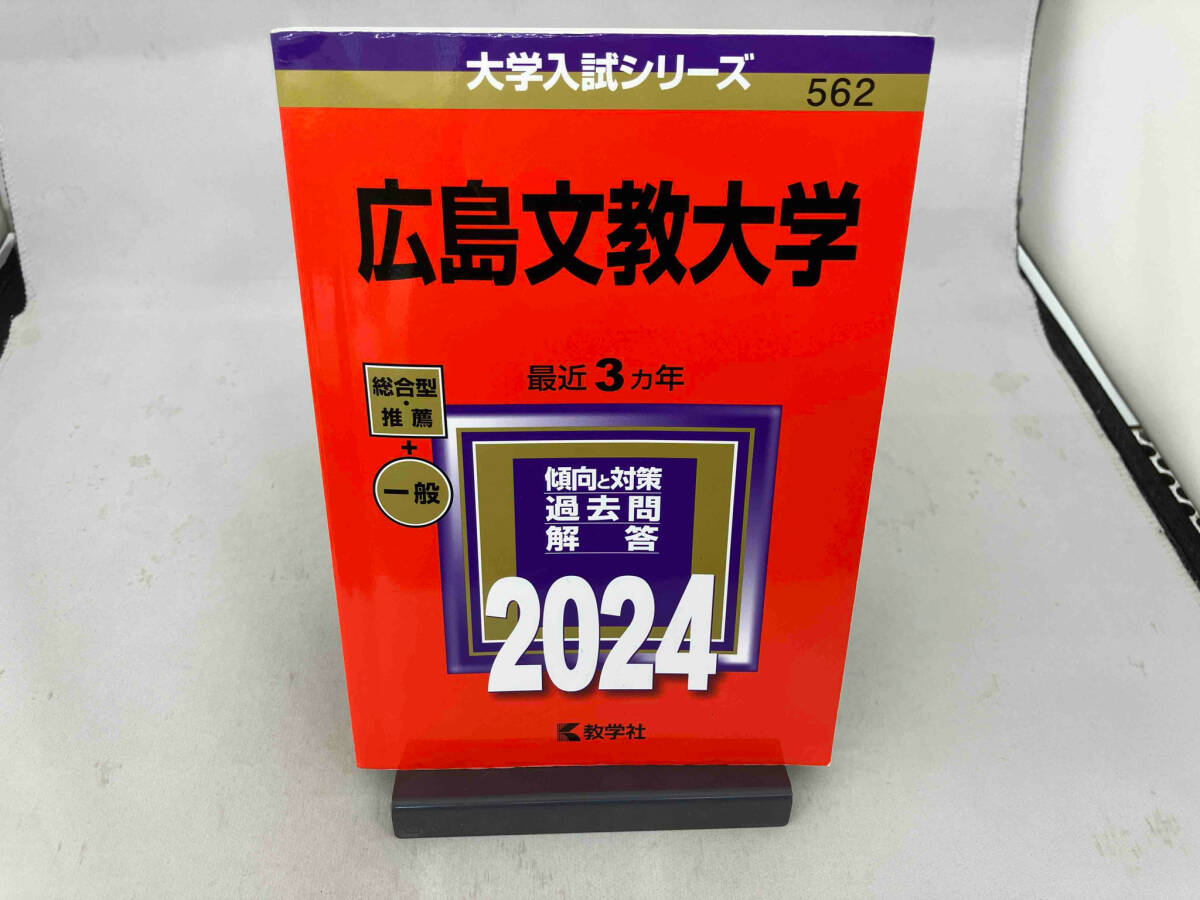 大学入試シリーズ
562
広島文教大学
最近3ヵ年
総合型・
推薦
+
一般
傾向と対策
過去問
解答
2024
教学社